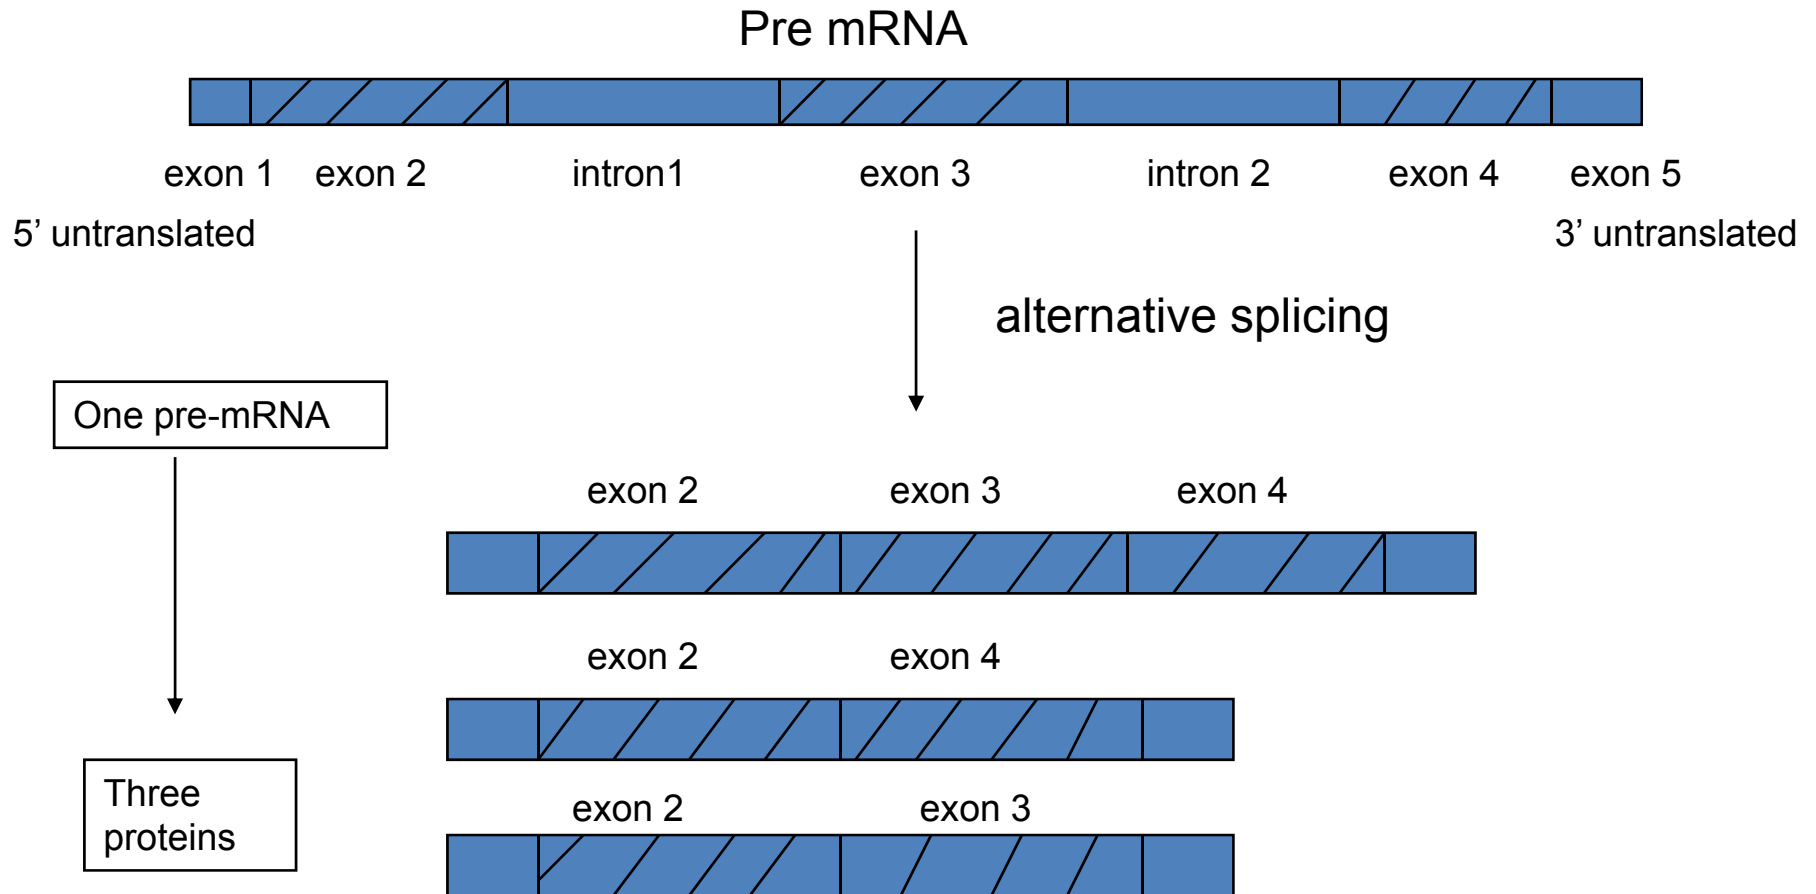 Pre mRNA
exon 1 exon 2 intron1 exon 3 intron 2 exon 4 exon 5
5’ untranslated 3’ untranslated
alternative splicing
One pre-mRNA
exon 2 exon 3 exon 4
exon 2 exon 4
Three
proteins
exon 2 exon 3